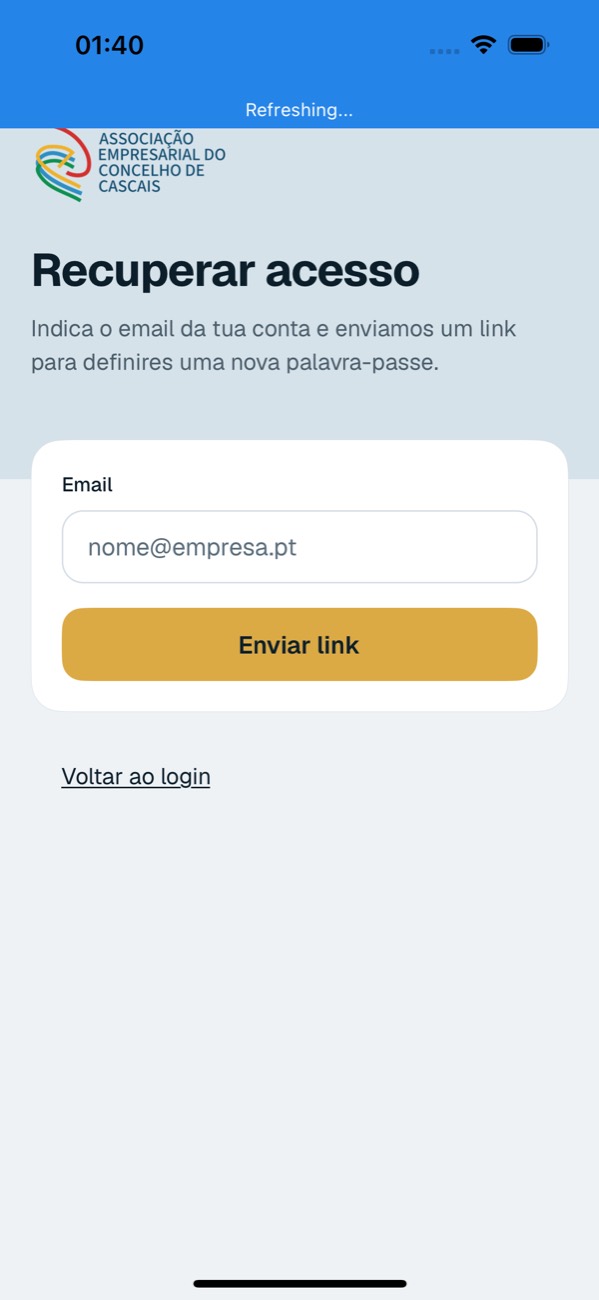 01:40
Refreshing...
ASSOCIAÇÃO
EMPRESARIAL DO
CONCELHO DE
CASCAIS
Recuperar acesso
Indica o email da tua conta e enviamos um link
para definires uma nova palavra-passe.
Email
nome@empresa.pt
Enviar link
Voltar ao login